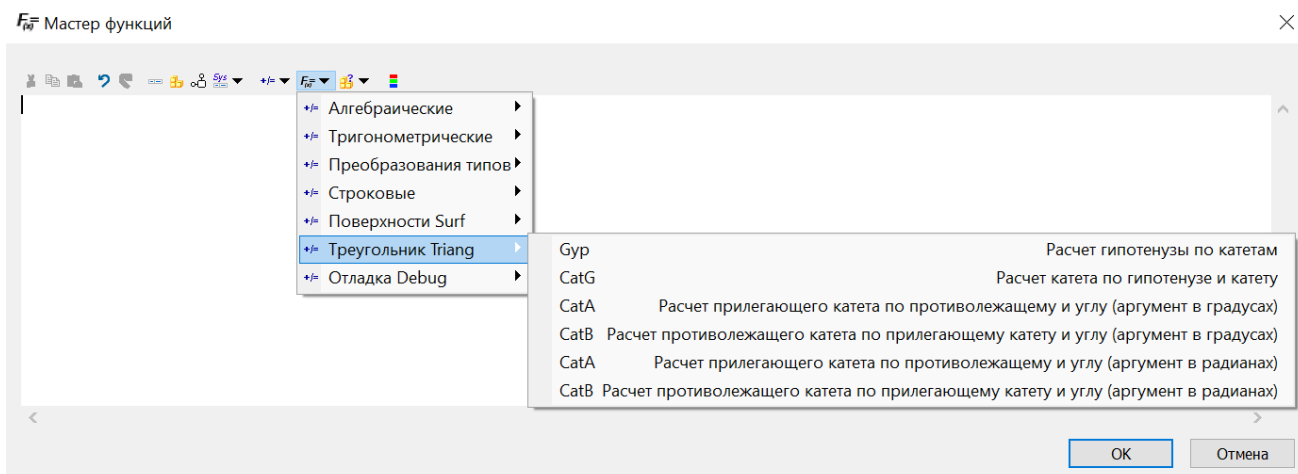 F(x)= Мастер функций
Sys +/= F(x)=
+/= Алгебраические
+/= Тригонометрические
+/= Преобразования типов
+/= Строковые
+/= Поверхности Surf
+/= Треугольник Triang
+/= Отладка Debug
Gyp Расчет гипотенузы по катетам
CatG Расчет катета по гипотенузе и катету
CatA Расчет прилегающего катета по противолежащему и углу (аргумент в градусах)
CatB Расчет противолежащего катета по прилегающему катету и углу (аргумент в градусах)
CatA Расчет прилегающего катета по противолежащему и углу (аргумент в радианах)
CatB Расчет противолежащего катета по прилегающему катету и углу (аргумент в радианах)
OK Отмена